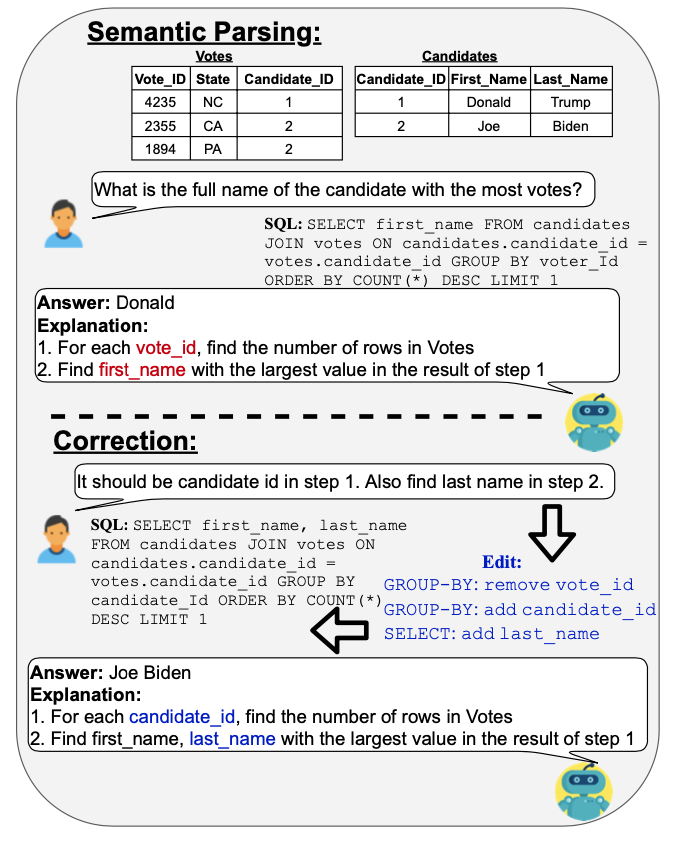 Semantic Parsing:
Votes
Candidates
Vote_ID State Candidate_ID
4235 NC 1
2355 CA 2
1894 PA 2
Candidate_ID First_Name Last_Name
1 Donald Trump
2 Joe Biden
What is the full name of the candidate with the most votes?
SQL: SELECT first_name FROM candidates
JOIN votes ON candidates.candidate_id =
votes.candidate_id GROUP BY voter_Id
ORDER BY COUNT(*) DESC LIMIT 1
Answer: Donald
Explanation:
1. For each vote_id, find the number of rows in Votes
2. Find first_name with the largest value in the result of step 1
Correction:
It should be candidate id in step 1. Also find last name in step 2.
SQL: SELECT first_name, last_name
FROM candidates JOIN votes ON
candidates.candidate_id =
votes.candidate_id GROUP BY
candidate_Id ORDER BY COUNT(*)
DESC LIMIT 1
Edit:
GROUP-BY: remove vote_id
GROUP-BY: add candidate_id
SELECT: add last_name
Answer: Joe Biden
Explanation:
1. For each candidate_id, find the number of rows in Votes
2. Find first_name, last_name with the largest value in the result of step 1